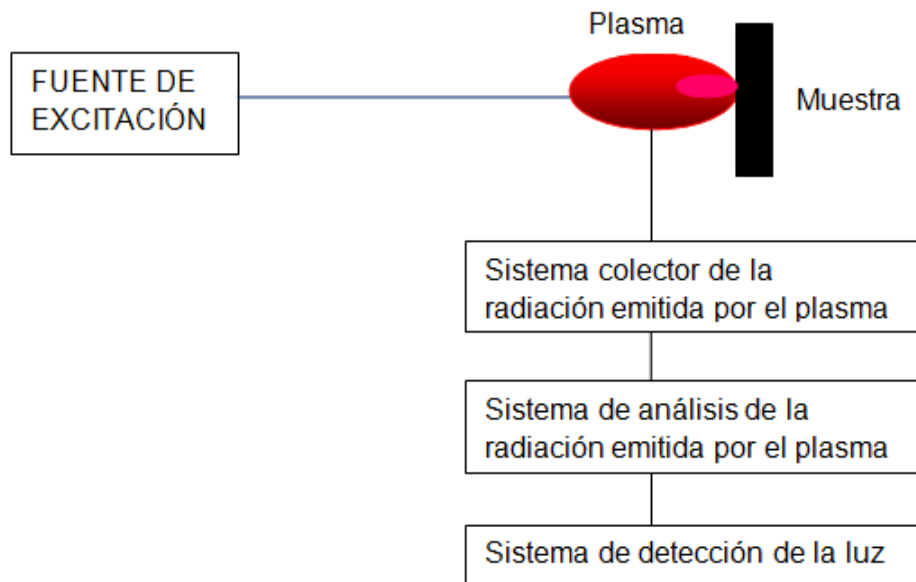 Plasma
FUENTE DE
EXCITACIÓN
Muestra
Sistema colector de la
radiación emitida por el plasma
Sistema de análisis de la
radiación emitida por el plasma
Sistema de detección de la luz